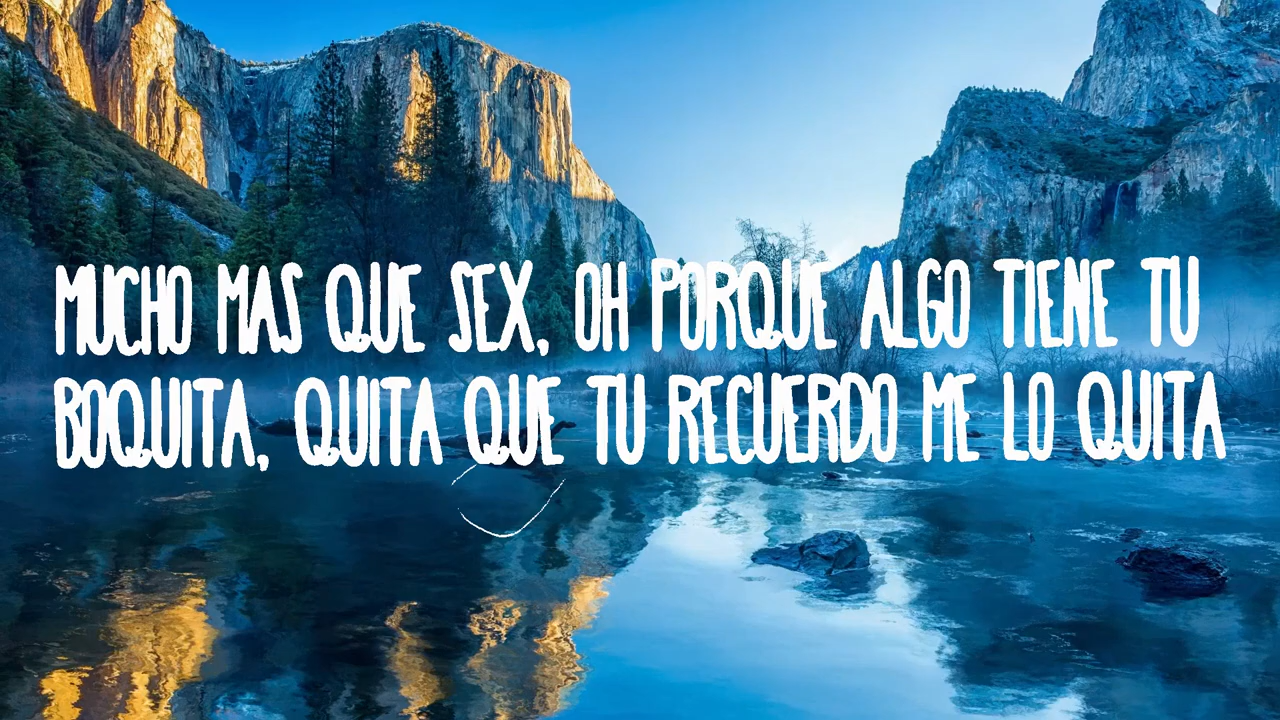 MUCHO MAS QUE SEX, OH PORQUE ALGO TIENE TU
BOQUITA, QUITA QUE TU RECUERDO ME LO QUITA